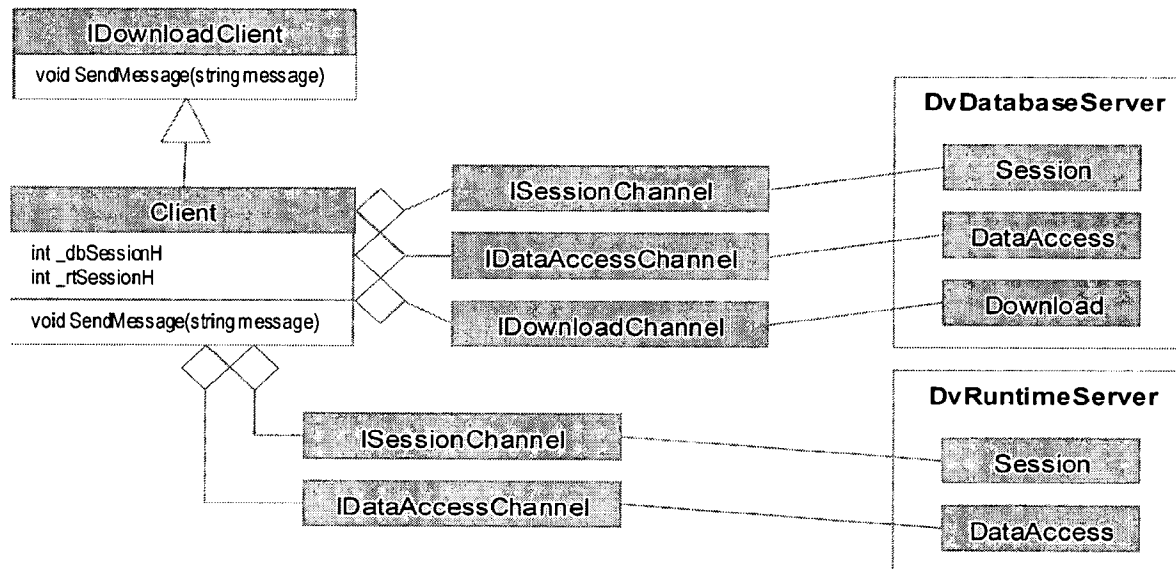 IDownloadClient
void SendMessage(string message)
Client
int _dbSessionH
int _rtSessionH
void SendMessage(string message)
ISessionChannel
IDataAccessChannel
IDownloadChannel
DvDatabaseServer
Session
DataAccess
Download
ISessionChannel
IDataAccessChannel
DvRuntimeServer
Session
DataAccess